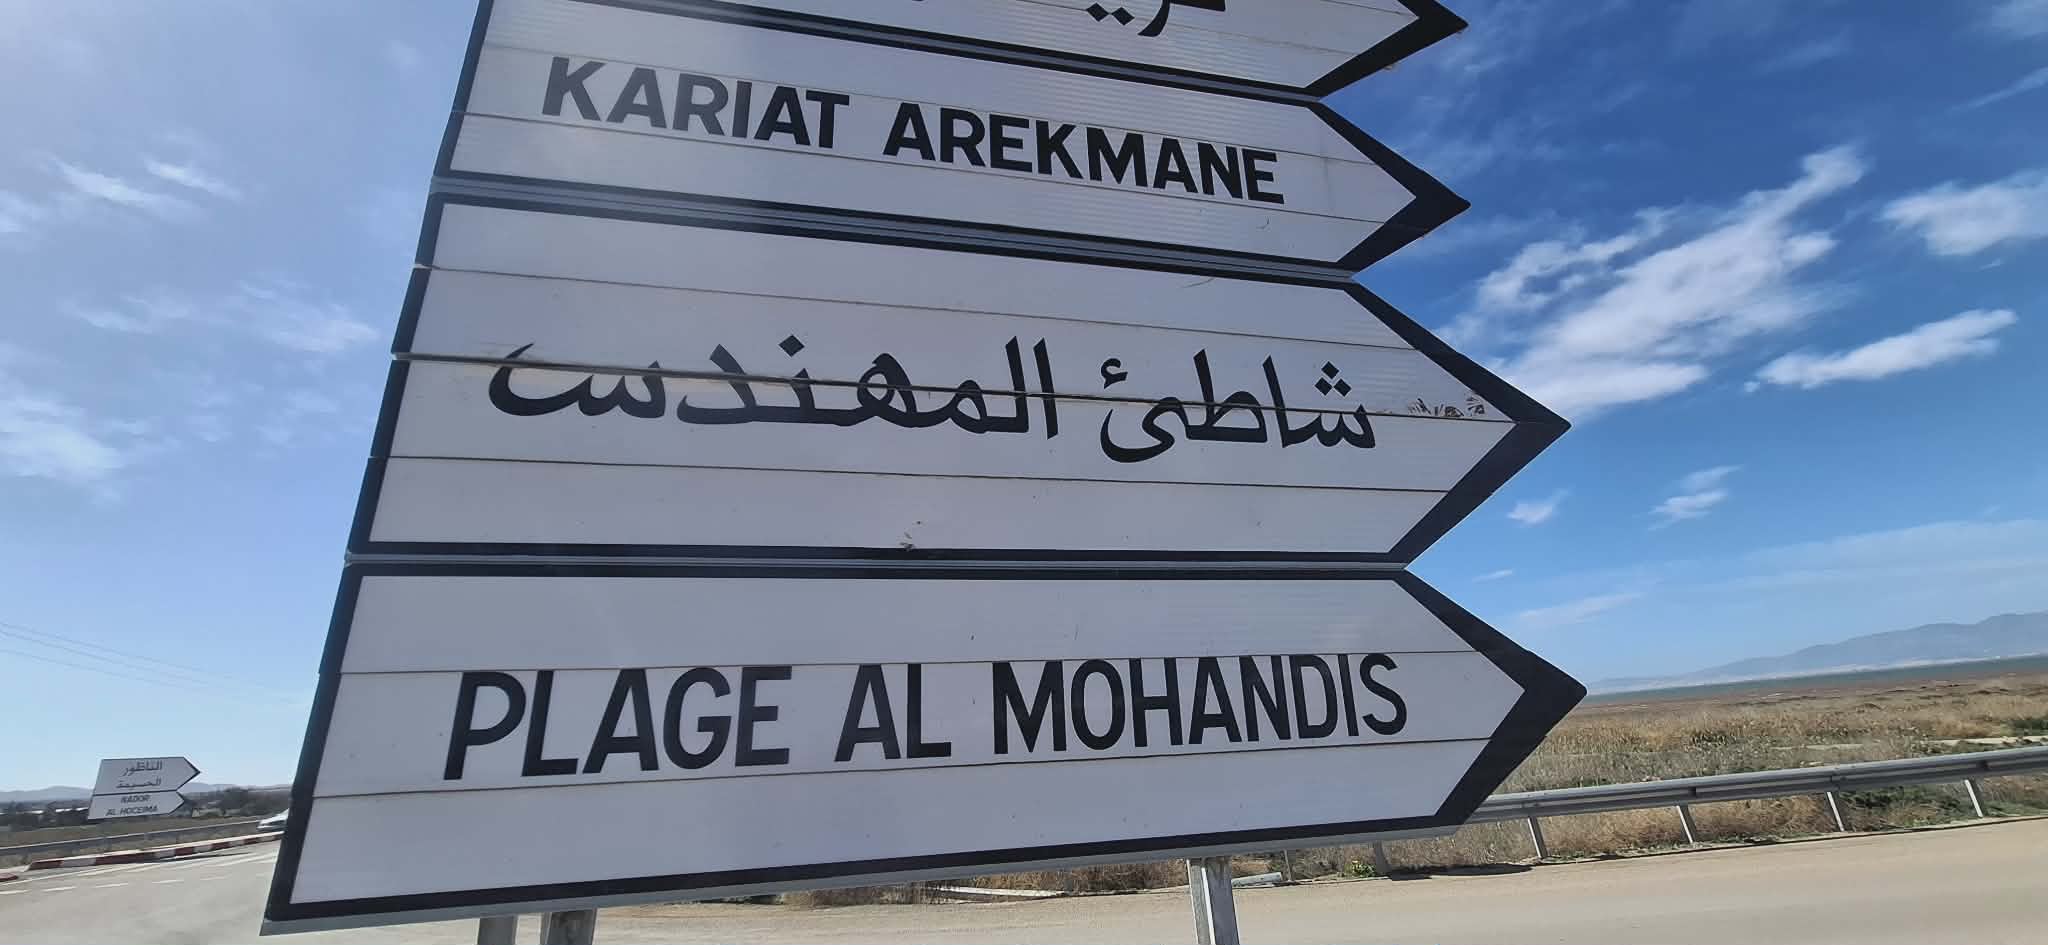 KARIAT AREKMANE
شاطئ المهندس
PLAGE AL MOHANDIS
الناظور
الحسيمة
NADOR
AL HOCEIMA